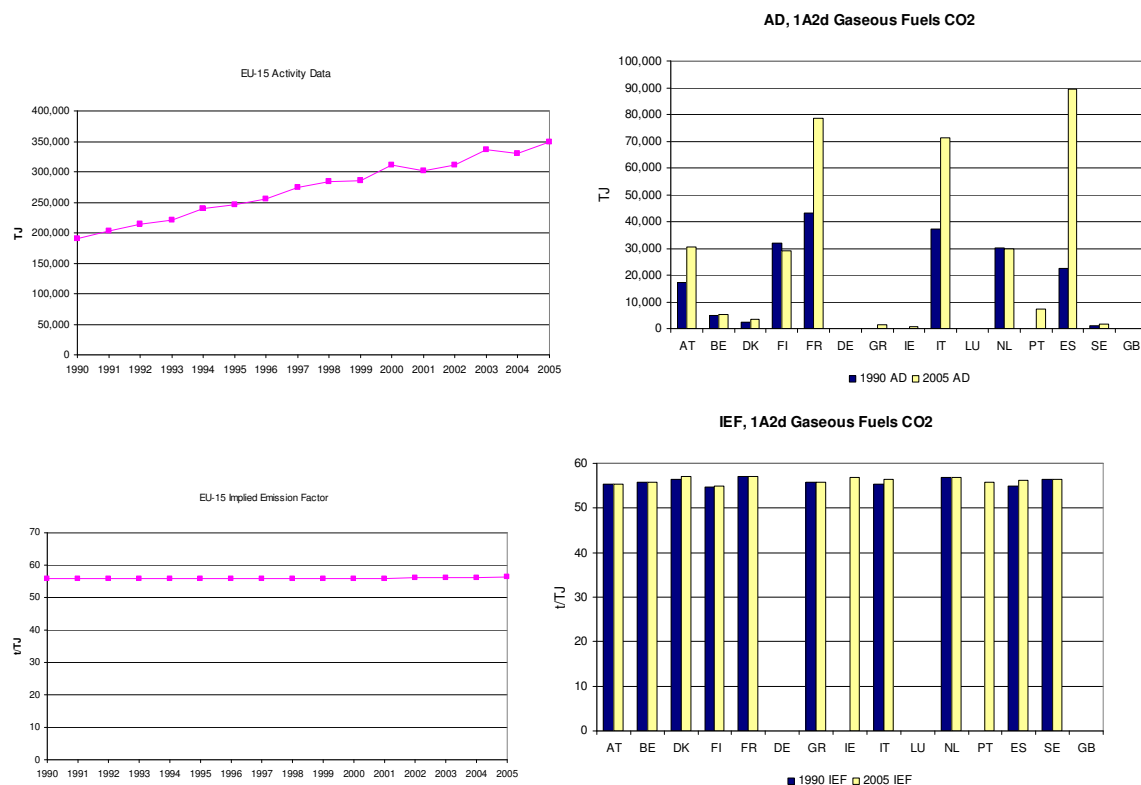 EU-15 Activity Data
400,000
350,000
300,000
250,000
200,000
150,000
100,000
50,000
0
TJ
1990 1991 1992 1993 1994 1995 1996 1997 1998 1999 2000 2001 2002 2003 2004 2005
AD, 1A2d Gaseous Fuels CO2
100,000
90,000
80,000
70,000
60,000
50,000
40,000
30,000
20,000
10,000
0
TJ
AT BE DK FI FR DE GR IE IT LU NL PT ES SE GB
1990 AD 2005 AD
EU-15 Implied Emission Factor
70
60
50
40
30
20
10
0
t/TJ
1990 1991 1992 1993 1994 1995 1996 1997 1998 1999 2000 2001 2002 2003 2004 2005
IEF, 1A2d Gaseous Fuels CO2
60
50
40
30
20
10
0
t/TJ
AT BE DK FI FR DE GR IE IT LU NL PT ES SE GB
1990 IEF 2005 IEF